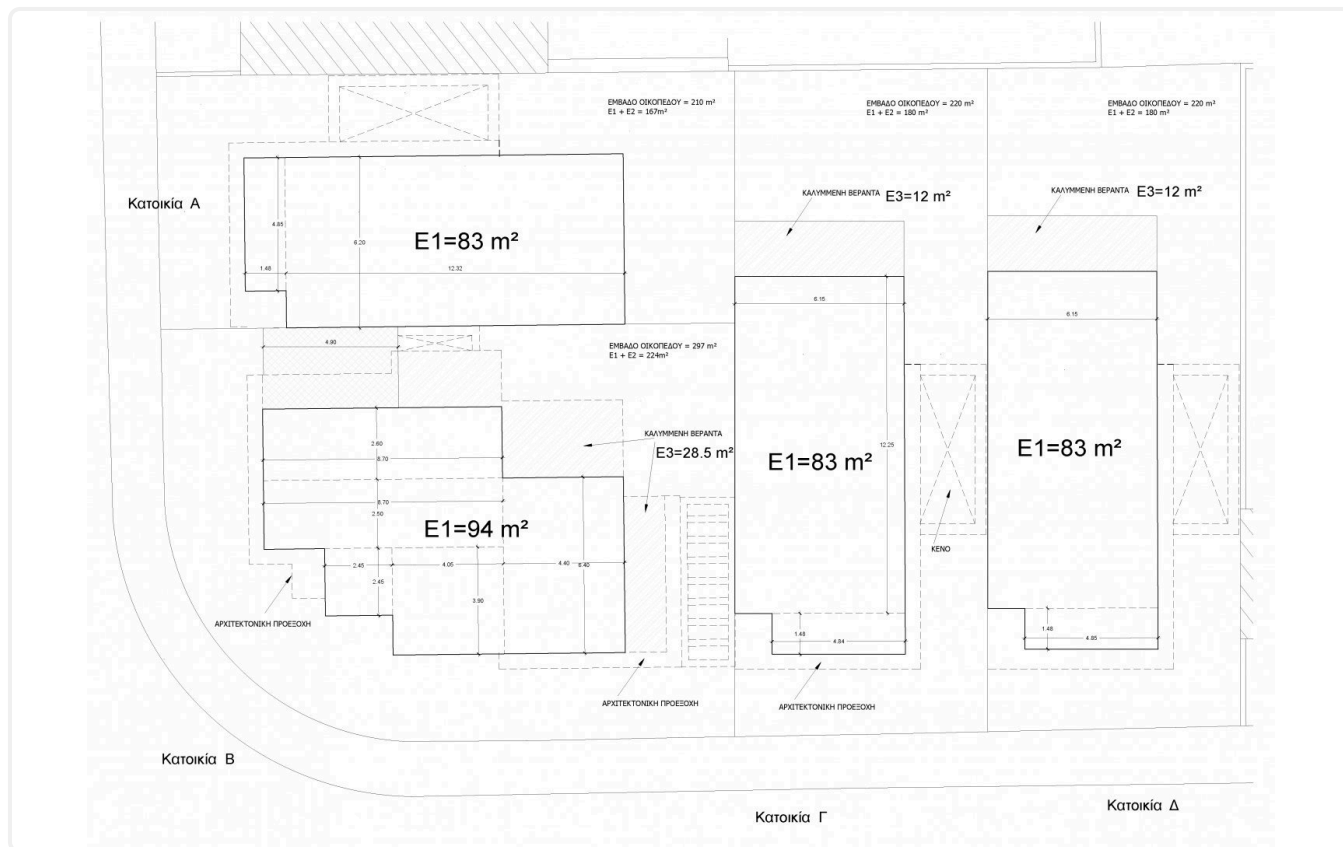 ΕΜΒΑΔΟ ΟΙΚΟΠΕΔΟΥ = 210 m²
E1 + E2 = 167m²
ΕΜΒΑΔΟ ΟΙΚΟΠΕΔΟΥ = 220 m²
E1 + E2 = 180 m²
ΕΜΒΑΔΟ ΟΙΚΟΠΕΔΟΥ = 220 m²
E1 + E2 = 180 m²
Κατοικία Α
4.85
6.20
E1=83 m²
1.48
12.32
ΚΑΛΥΜΜΕΝΗ ΒΕΡΑΝΤΑ E3=12 m²
ΚΑΛΥΜΜΕΝΗ ΒΕΡΑΝΤΑ E3=12 m²
6.15
6.15
4.90
ΕΜΒΑΔΟ ΟΙΚΟΠΕΔΟΥ = 297 m²
E1 + E2 = 224m²
2.60
8.70
ΚΑΛΥΜΜΕΝΗ ΒΕΡΑΝΤΑ
E3=28.5 m²
12.25
E1=83 m²
E1=83 m²
8.70
2.50
E1=94 m²
ΚΕΝΟ
2.45
4.05
4.40
6.40
2.45
3.90
ΑΡΧΙΤΕΚΤΟΝΙΚΗ ΠΡΟΕΞΟΧΗ
1.48
4.84
1.48
4.85
ΑΡΧΙΤΕΚΤΟΝΙΚΗ ΠΡΟΕΞΟΧΗ
ΑΡΧΙΤΕΚΤΟΝΙΚΗ ΠΡΟΕΞΟΧΗ
Κατοικία Β
Κατοικία Γ
Κατοικία Δ